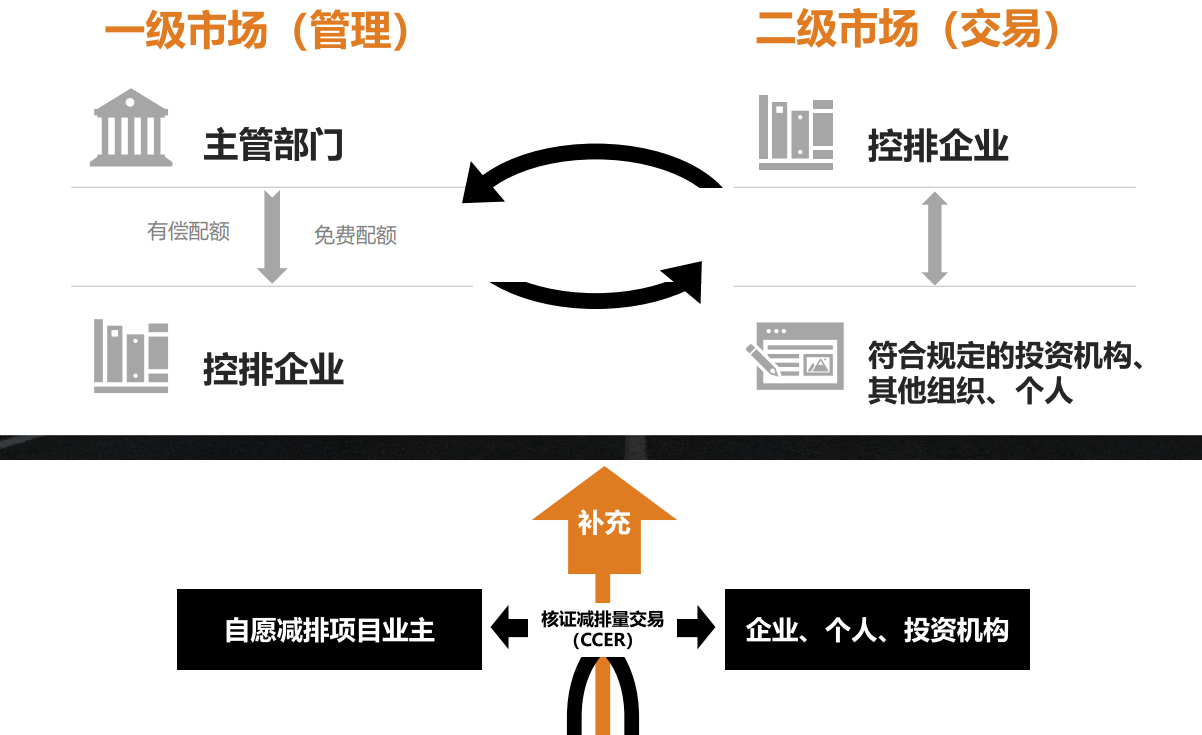 一级市场（管理）
二级市场（交易）
主管部门
控排企业
有偿配额
免费配额
控排企业
符合规定的投资机构、
其他组织、个人
补充
自愿减排项目业主
核证减排量交易
（CCER）
企业、个人、投资机构